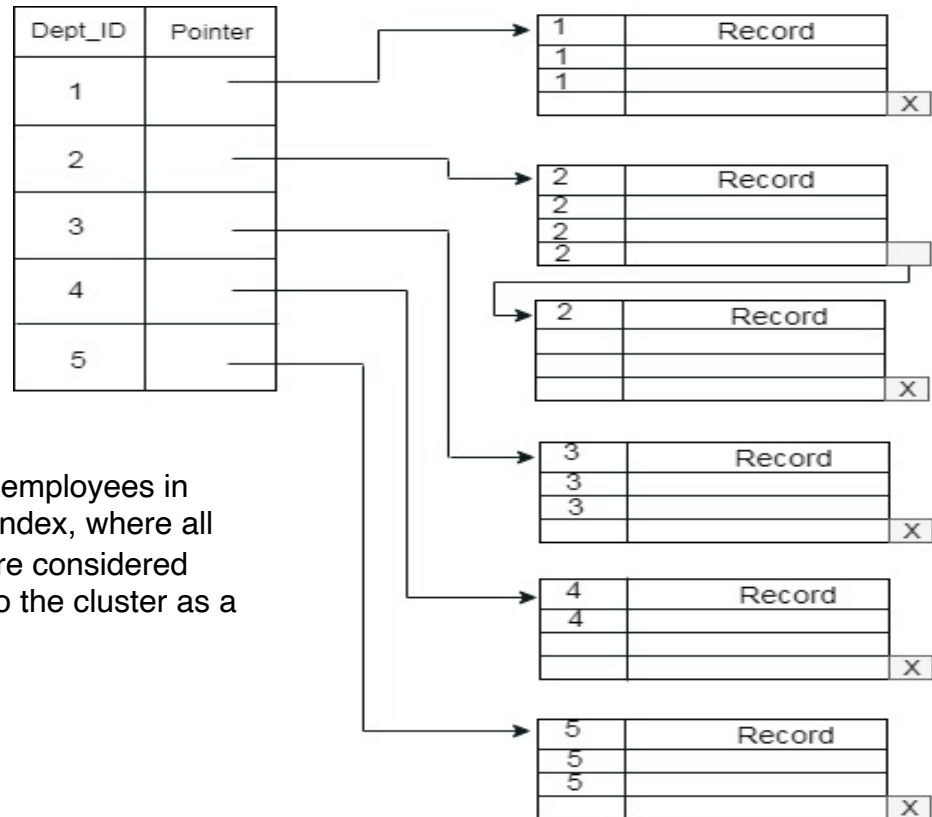 Dept_ID Pointer
1
2
3
4
5
1 Record
1
1
X
2 Record
2
2
2
2 Record
X
3 Record
3
3
X
4 Record
4
X
5 Record
5
5
X
employees in
ndex, where all
re considered
o the cluster as a